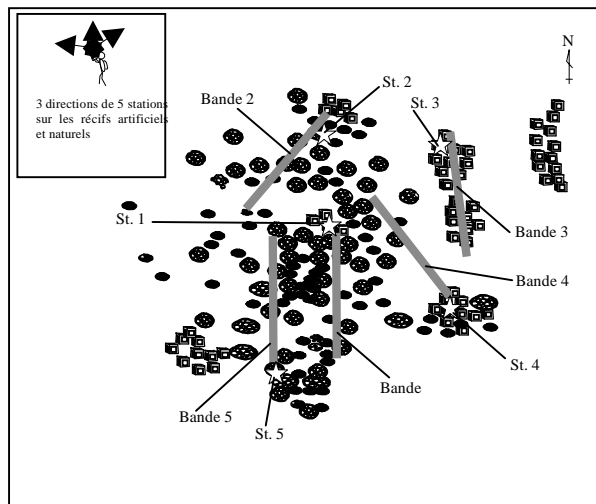 3 directions de 5 stations
sur les récifs artificiels
et naturels
N
St. 2
Bande 2
St. 3
St. 1
Bande 3
Bande 4
St. 4
Bande
Bande 5
St. 5